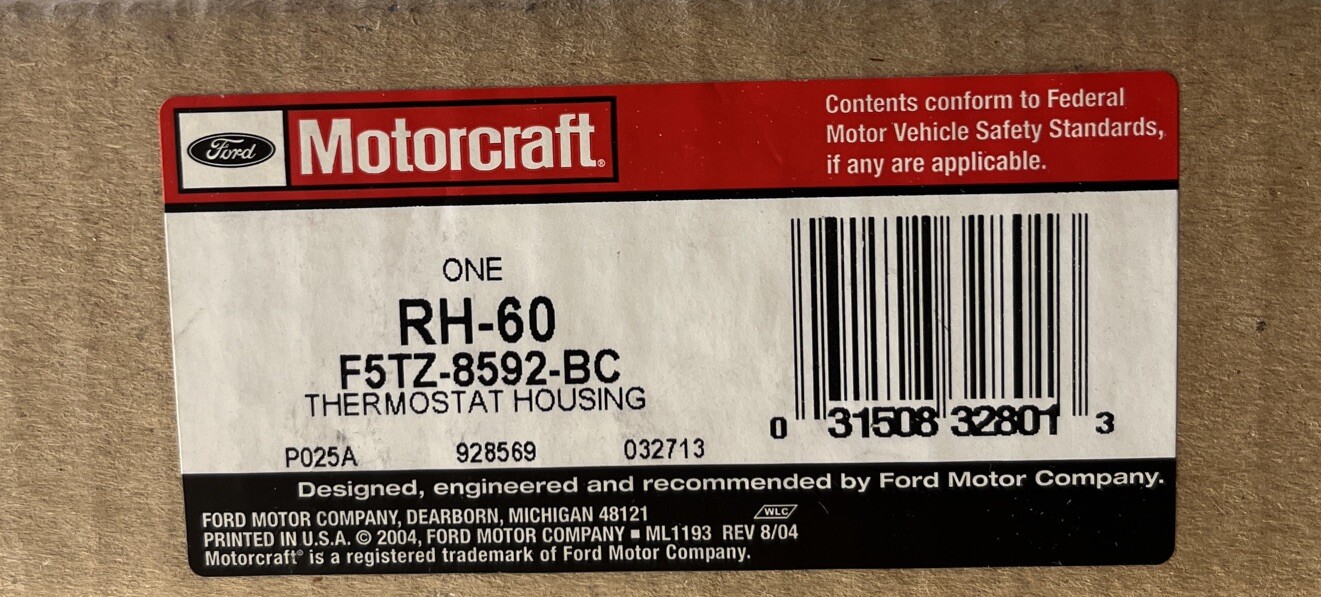 Ford Motorcraft®
Contents conform to Federal
Motor Vehicle Safety Standards,
if any are applicable.
ONE
RH-60
F5TZ-8592-BC
THERMOSTAT HOUSING
P025A 928569 032713
0 31508 32801 3
Designed, engineered and recommended by Ford Motor Company.
FORD MOTOR COMPANY, DEARBORN, MICHIGAN 48121 WLC
PRINTED IN U.S.A. © 2004, FORD MOTOR COMPANY ▪ ML1193 REV 8/04
Motorcraft® is a registered trademark of Ford Motor Company.